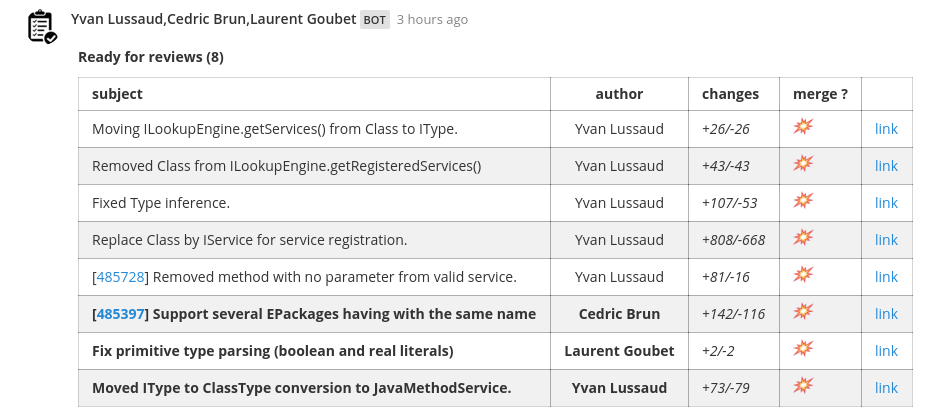 Yvan Lussaud,Cedric Brun,Laurent Goubet BOT 3 hours ago
Ready for reviews (8)
subject author changes merge ?
Moving ILookupEngine.getServices() from Class to IType. Yvan Lussaud +26/-26 link
Removed Class from ILookupEngine.getRegisteredServices() Yvan Lussaud +43/-43 link
Fixed Type inference. Yvan Lussaud +107/-53 link
Replace Class by IService for service registration. Yvan Lussaud +808/-668 link
[485728] Removed method with no parameter from valid service. Yvan Lussaud +81/-16 link
[485397] Support several EPackages having with the same name Cedric Brun +142/-116 link
Fix primitive type parsing (boolean and real literals) Laurent Goubet +2/-2 link
Moved IType to ClassType conversion to JavaMethodService. Yvan Lussaud +73/-79 link